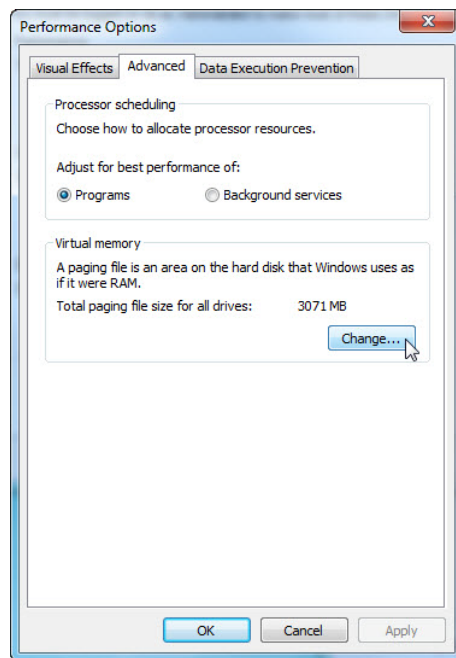 Performance Options
Visual Effects Advanced Data Execution Prevention
Processor scheduling
Choose how to allocate processor resources.
Adjust for best performance of:
Programs Background services
Virtual memory
A paging file is an area on the hard disk that Windows uses as
if it were RAM.
Total paging file size for all drives: 3071 MB
Change...
OK Cancel Apply